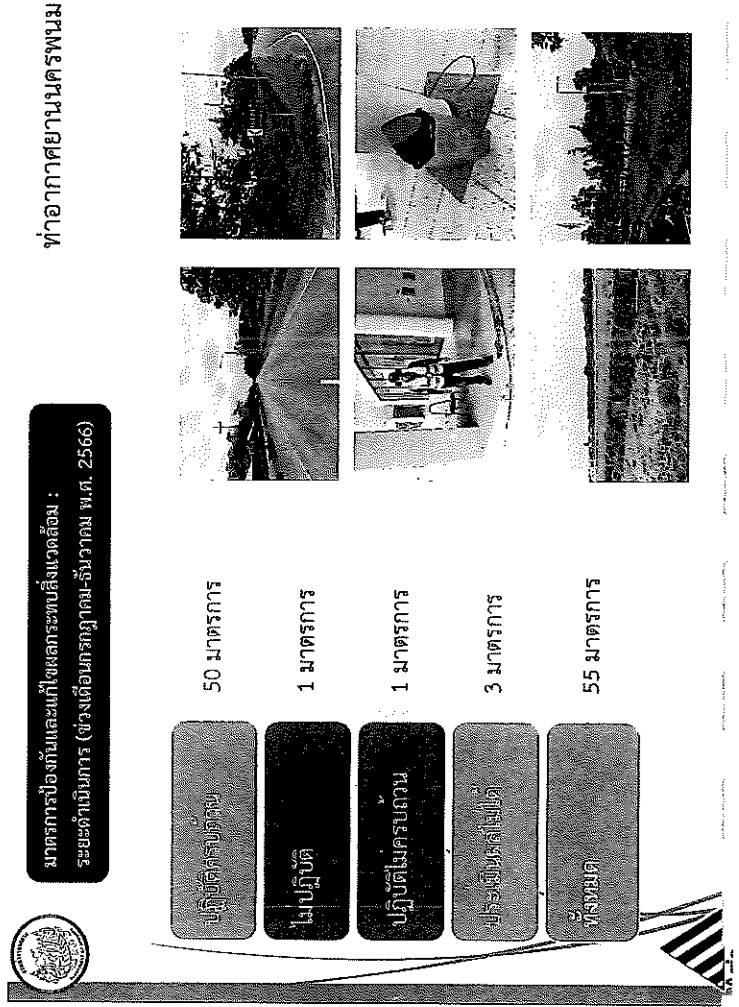 ท่าอากาศยานนครพนม
มาตรการป้องกันและแก้ไขผลกระทบสิ่งแวดล้อม :
ระยะดำเนินการ (ช่วงเดือนกรกฎาคม-ธันวาคม พ.ศ. 2566)
ปฏิบัติครบถ้วน
50 มาตรการ
ไม่ปฏิบัติ
1 มาตรการ
ปฏิบัติไม่ครบถ้วน
1 มาตรการ
ประเมินผลไม่ได้
3 มาตรการ
ทั้งหมด
55 มาตรการ